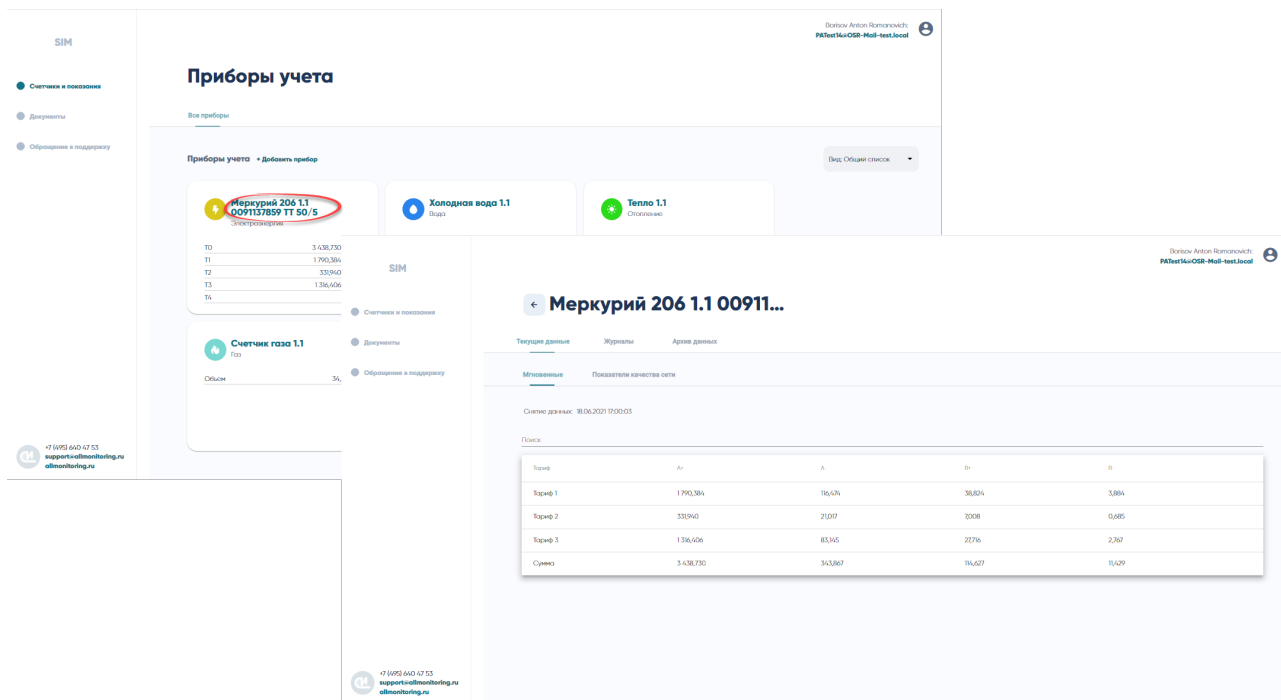 Borisov Anton Romanovich:
PATest14@OSR-Mail-test.local
SIM
Счетчики и показания
Документы
Обращение в поддержку
Приборы учета
Все приборы
Приборы учета + Добавить прибор
Вид: Общий список
Меркурий 206 1.1
0091137859 ТТ 50/5
Электроэнергия
T0 3 438,730
T1 1 790,384
T2 331,940
T3 1 316,406
T4
Холодная вода 1.1
Вода
Тепло 1.1
Отопление
Счетчик газа 1.1
Газ
Объем 34,
+7 (495) 640 47 53
support@allmonitoring.ru
allmonitoring.ru
Borisov Anton Romanovich:
PATest14@OSR-Mail-test.local
SIM
Счетчики и показания
Документы
Обращение в поддержку
Меркурий 206 1.1 00911...
Текущие данные Журналы Архив данных
Мгновенные Показатели качества сети
Снятие данных: 18.06.2021 17:00:03
Поиск
Тариф A+ A- R+ R-
Тариф 1 1 790,384 116,474 38,824 3,884
Тариф 2 331,940 21,017 7,008 0,685
Тариф 3 1 316,406 83,145 27,716 2,767
Сумма 3 438,730 343,867 114,627 11,429
+7 (495) 640 47 53
support@allmonitoring.ru
allmonitoring.ru